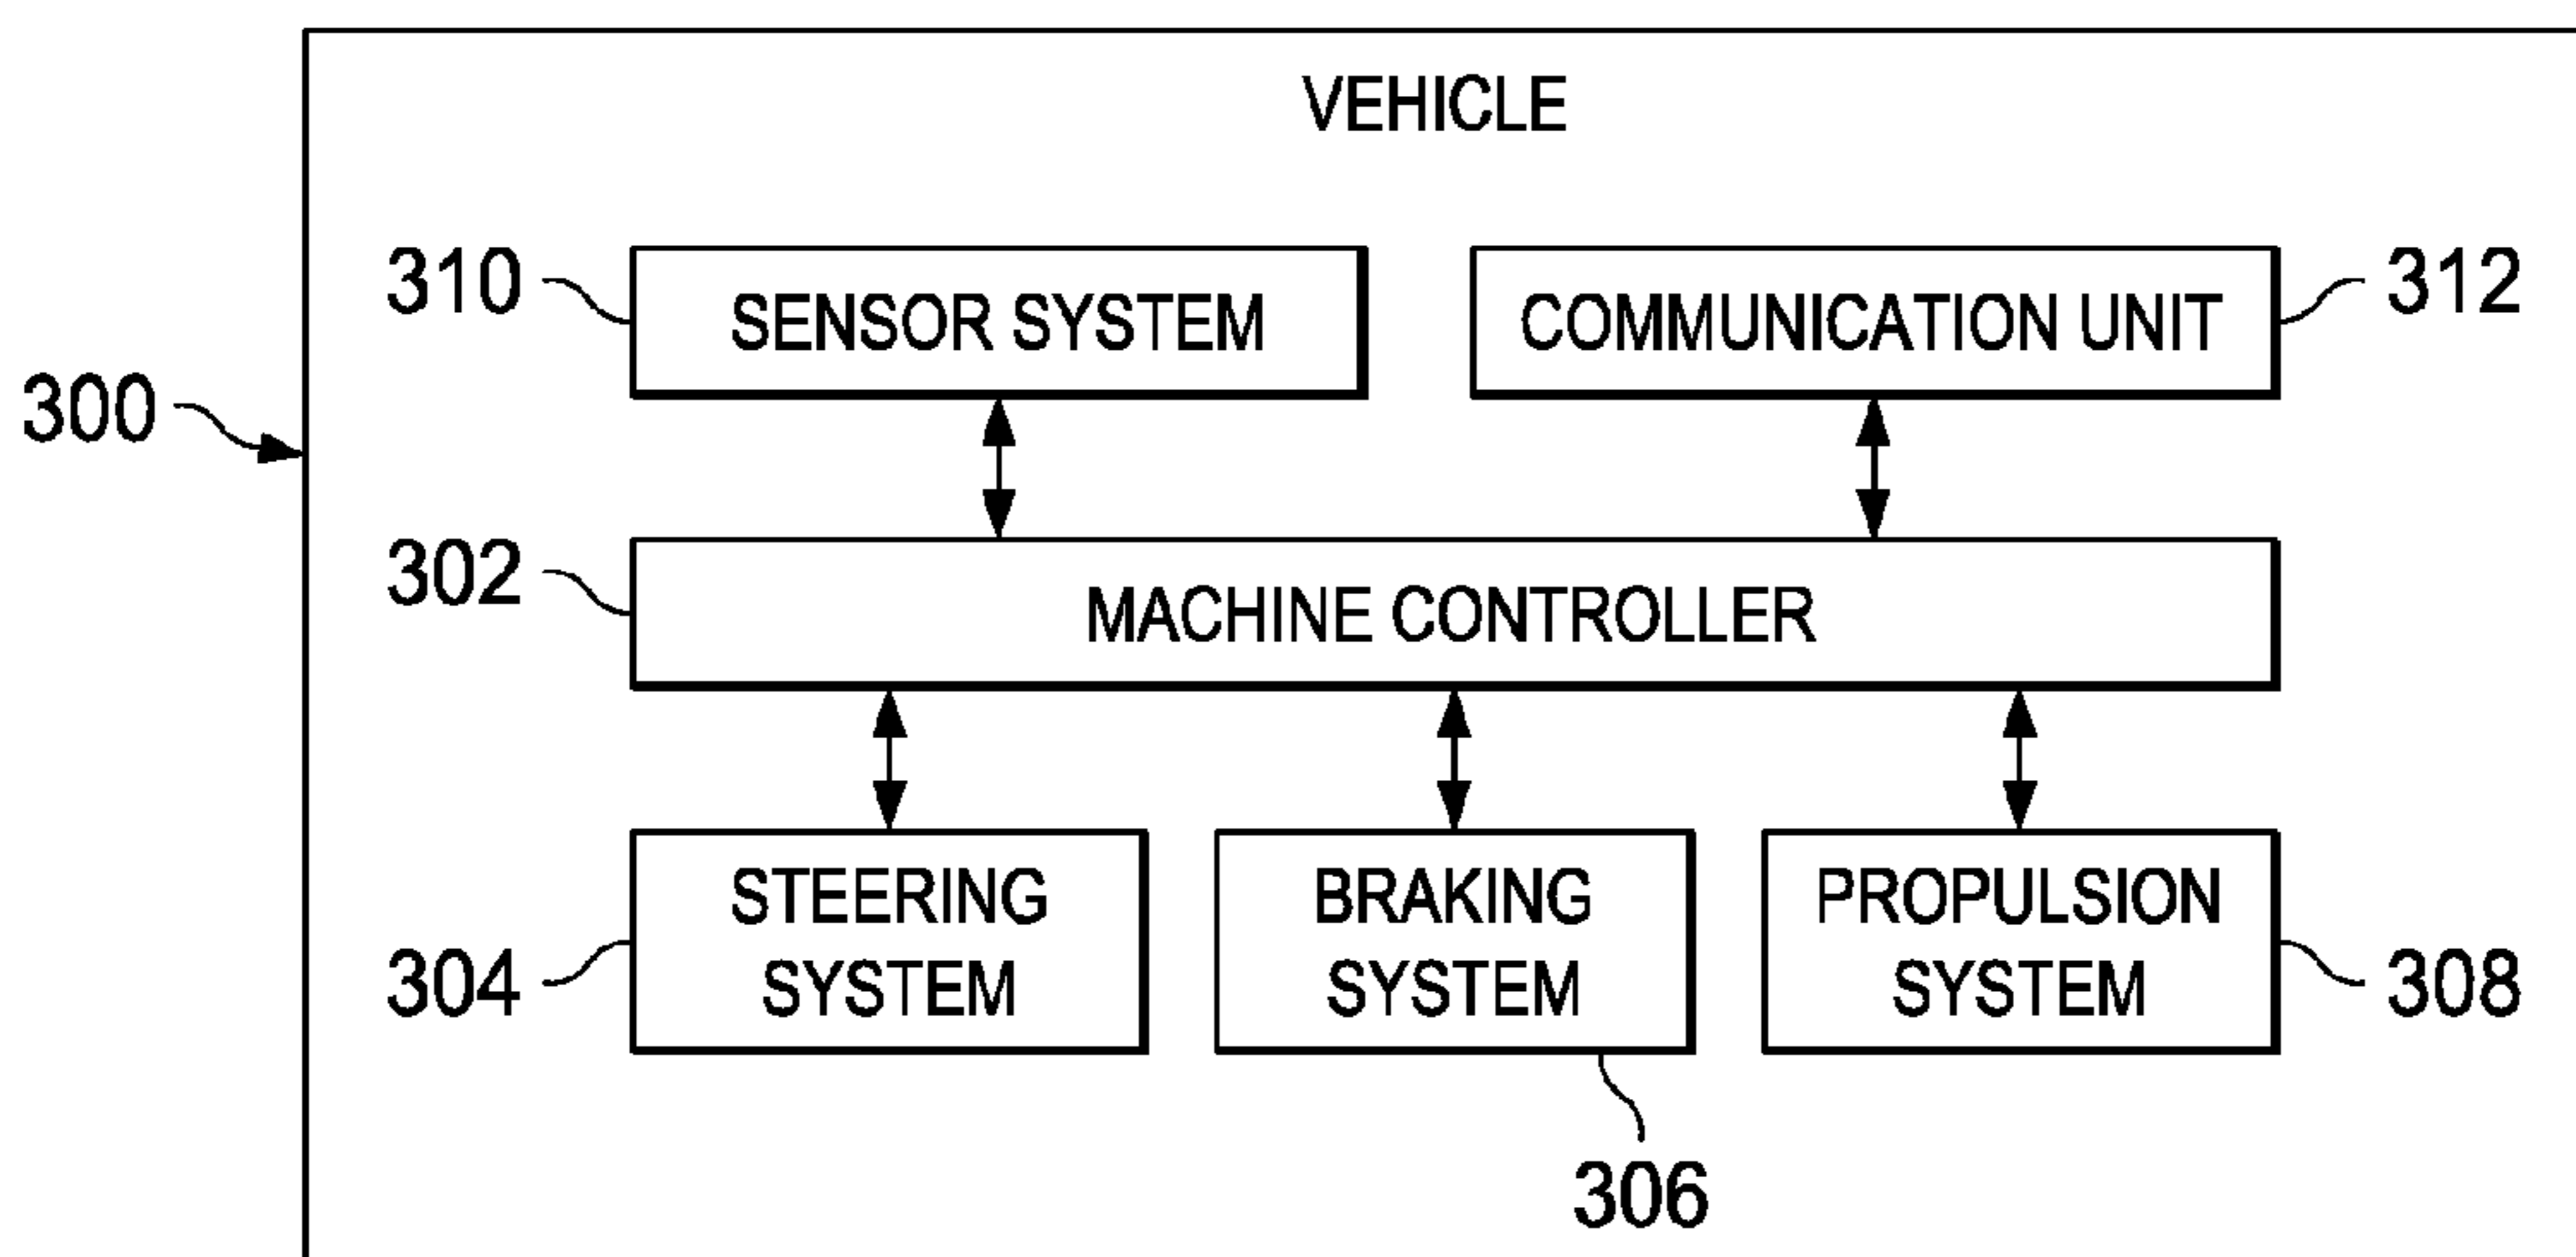 VEHICLE
310
SENSOR SYSTEM
COMMUNICATION UNIT
312
300
302
MACHINE CONTROLLER
304
STEERING
SYSTEM
BRAKING
SYSTEM
PROPULSION
SYSTEM
308
306